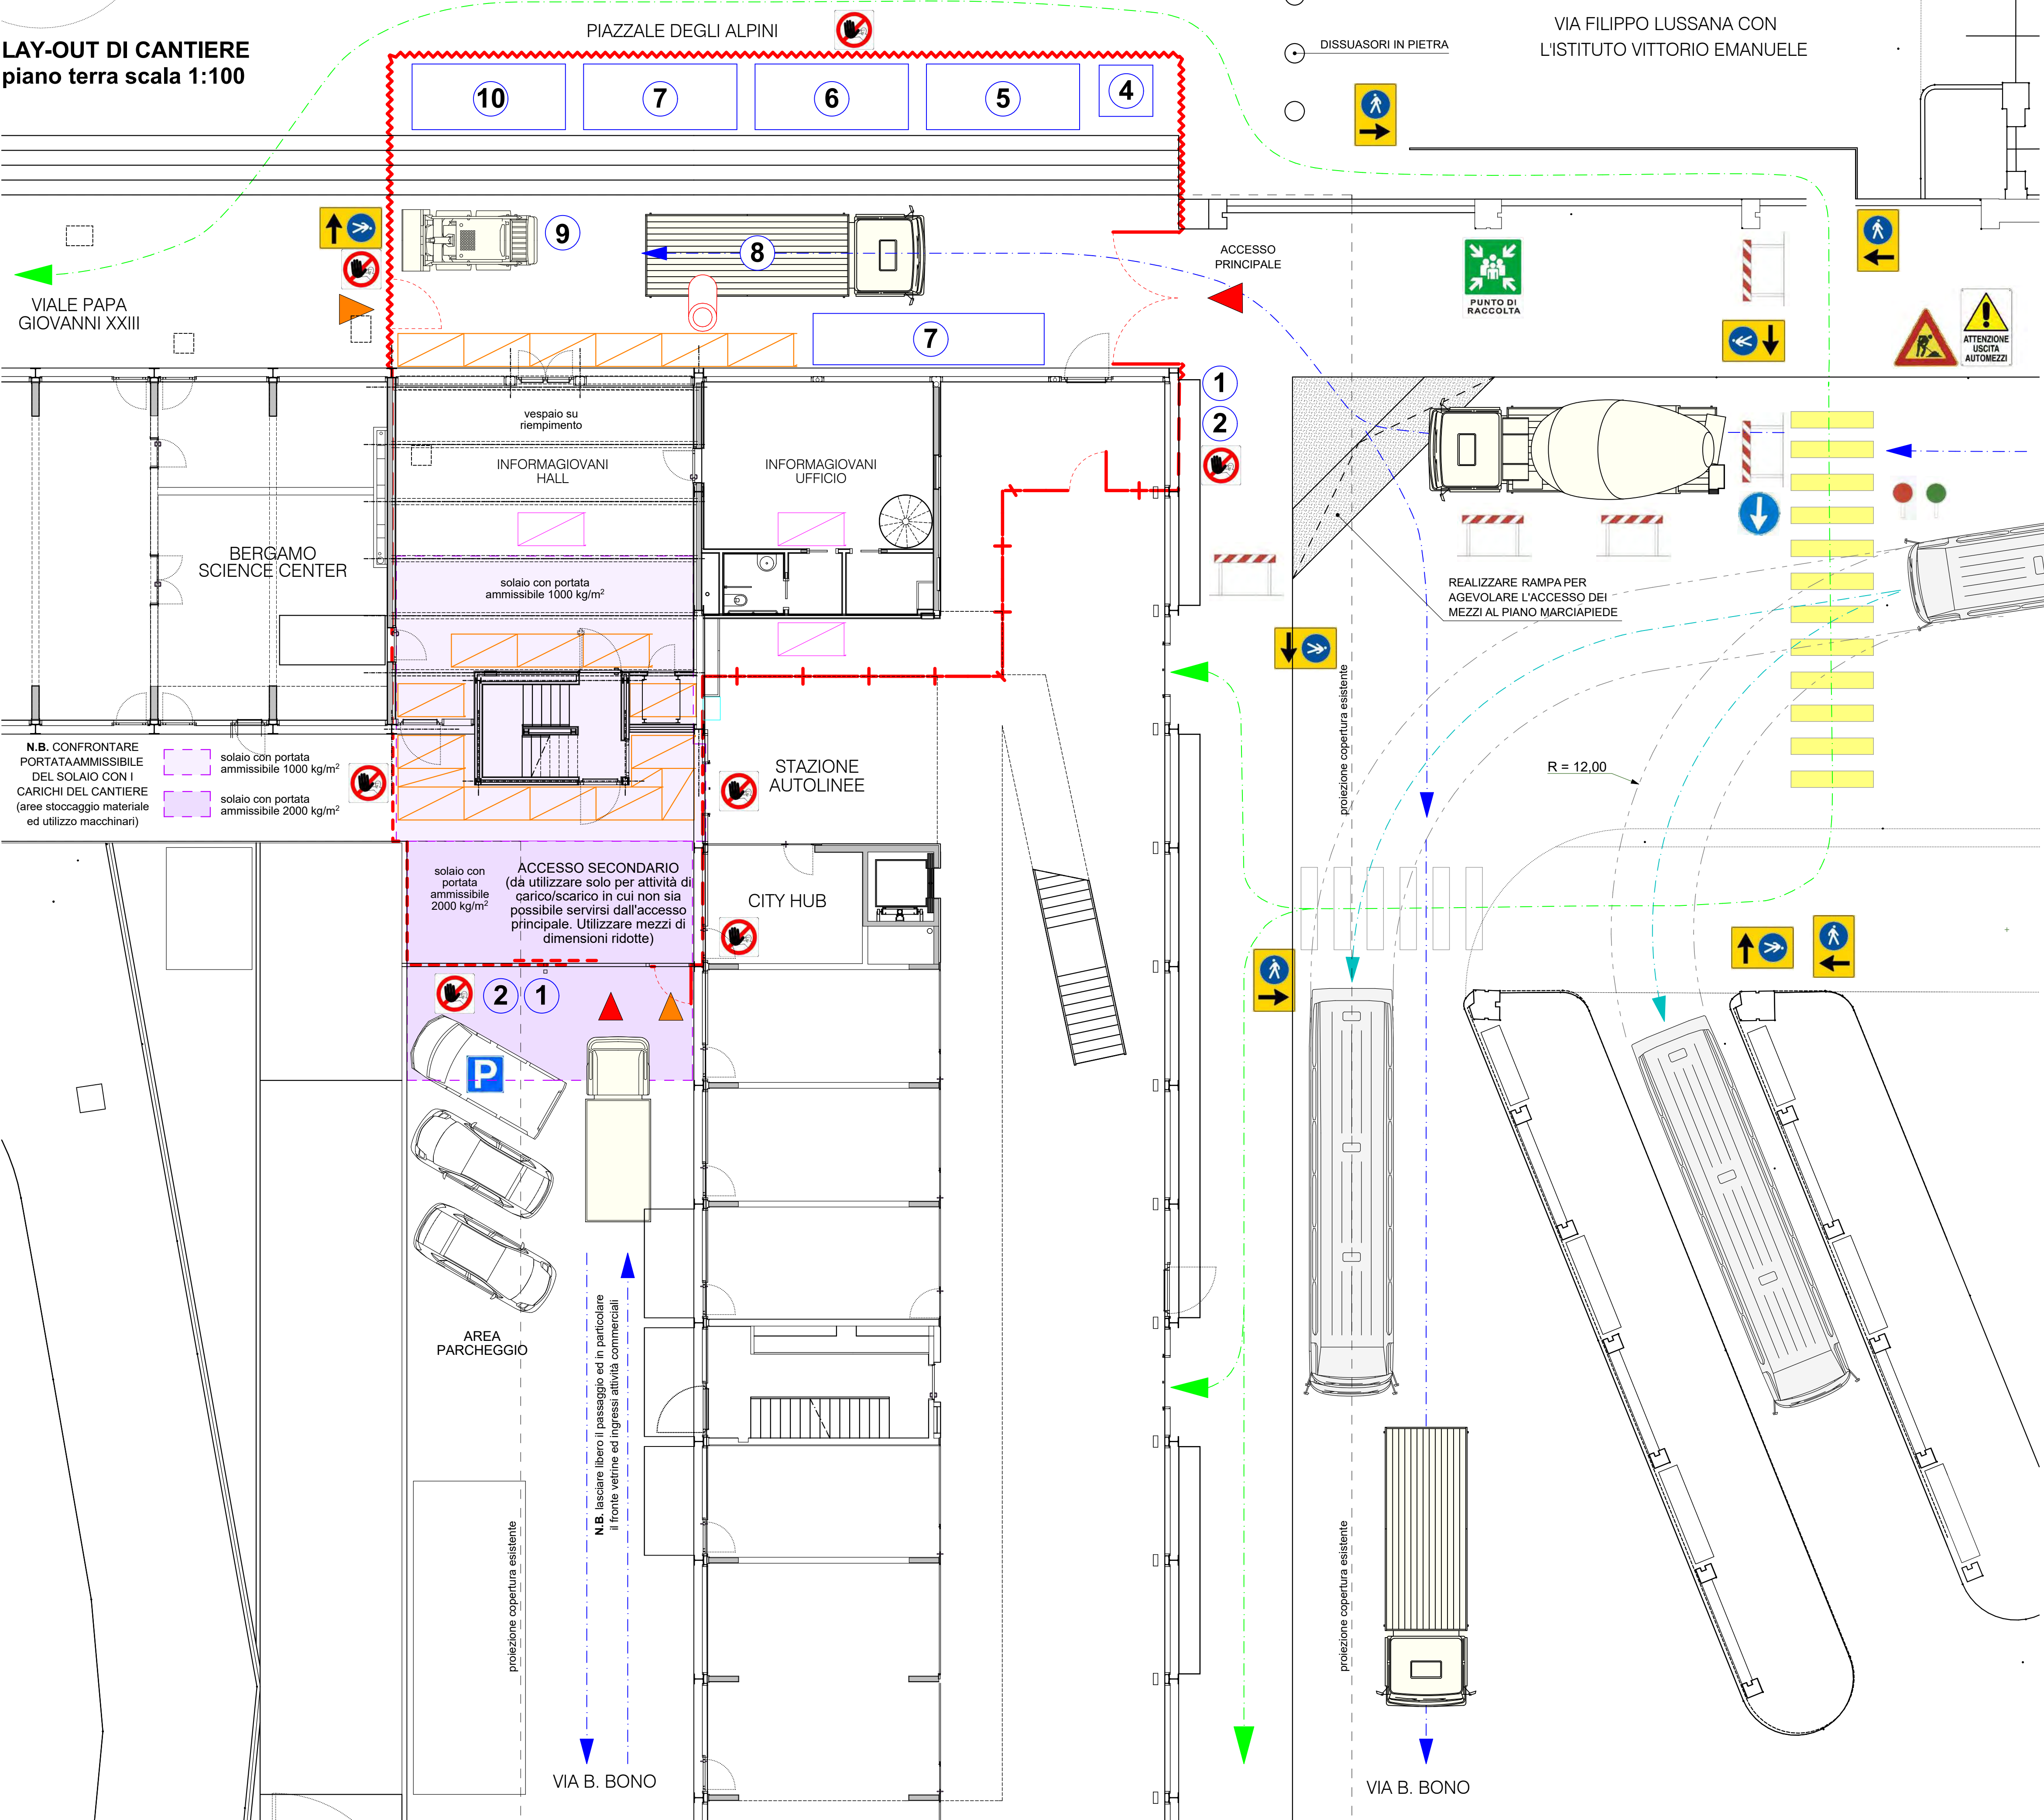 LAY-OUT DI CANTIERE
piano terra scala 1:100
PIAZZALE DEGLI ALPINI
DISSUASORI IN PIETRA
VIA FILIPPO LUSSANA CON
L'ISTITUTO VITTORIO EMANUELE
10
7
6
5
4
9
8
7
ACCESSO
PRINCIPALE
PUNTO DI
RACCOLTA
ATTENZIONE
USCITA
AUTOMEZZI
VIALE PAPA
GIOVANNI XXIII
1
2
vespaio su
riempimento
INFORMAGIOVANI
HALL
INFORMAGIOVANI
UFFICIO
BERGAMO
SCIENCE CENTER
solaio con portata
ammissibile 1000 kg/m²
REALIZZARE RAMPA PER
AGEVOLARE L'ACCESSO DEI
MEZZI AL PIANO MARCIAPIEDE
proiezione copertura esistente
N.B. CONFRONTARE
PORTATAAMMISSIBILE
DEL SOLAIO CON I
CARICHI DEL CANTIERE
(aree stoccaggio materiale
ed utilizzo macchinari)
solaio con portata
ammissibile 1000 kg/m²
solaio con portata
ammissibile 2000 kg/m²
STAZIONE
AUTOLINEE
R = 12,00
solaio con
portata
ammissibile
2000 kg/m²
ACCESSO SECONDARIO
(da utilizzare solo per attività di
carico/scarico in cui non sia
possibile servirsi dall'accesso
principale. Utilizzare mezzi di
dimensioni ridotte)
CITY HUB
2
1
P
AREA
PARCHEGGIO
N.B. lasciare libero il passaggio ed in particolare
il fronte vetrine ed ingressi attività commerciali
proiezione copertura esistente
proiezione copertura esistente
VIA B. BONO
VIA B. BONO